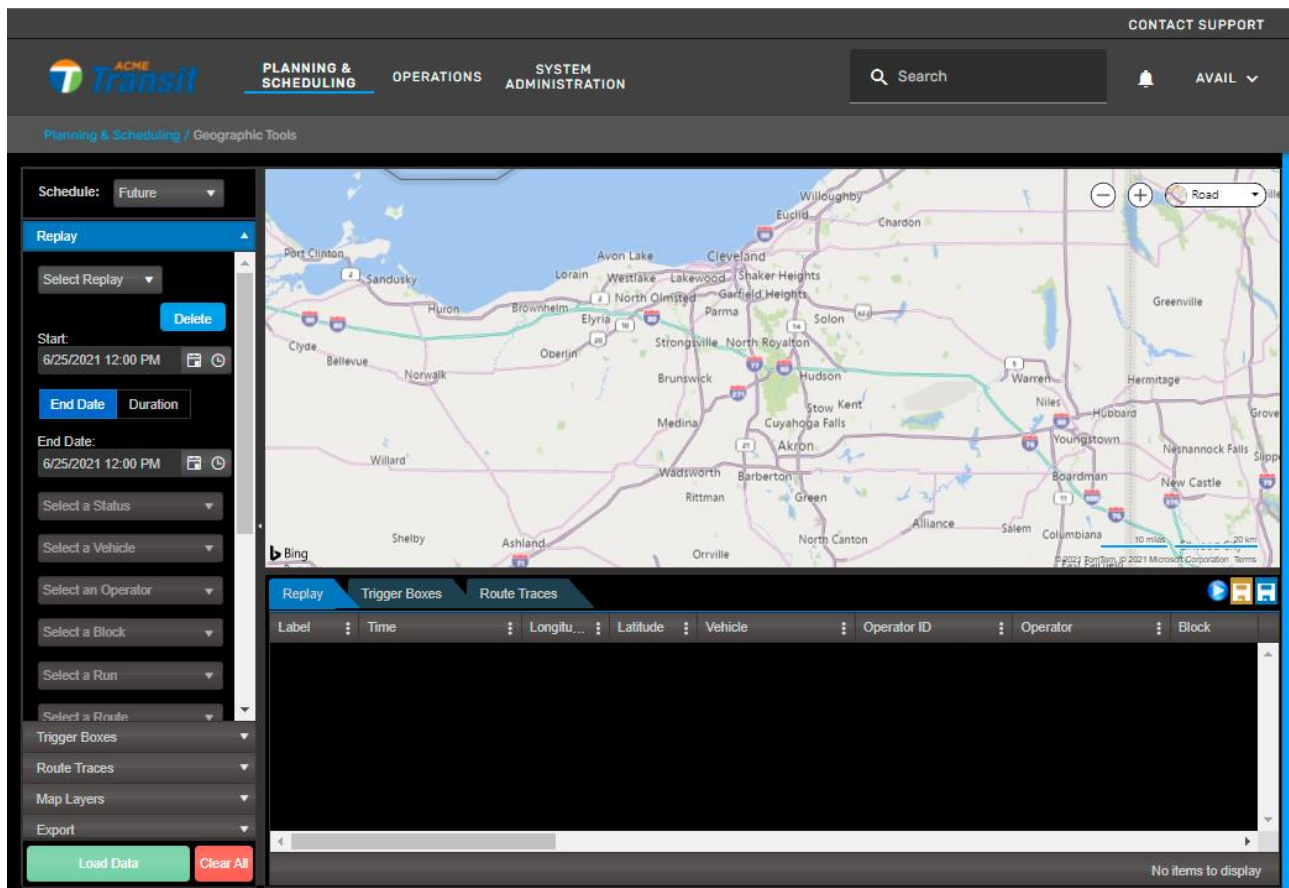 CONTACT SUPPORT
ACME
Transit
PLANNING &
SCHEDULING
OPERATIONS
SYSTEM
ADMINISTRATION
Search
AVAIL
Planning & Scheduling / Geographic Tools
Schedule: Future
Replay
Select Replay
Delete
Start:
6/25/2021 12:00 PM
End Date Duration
End Date:
6/25/2021 12:00 PM
Select a Status
Select a Vehicle
Select an Operator
Select a Block
Select a Run
Select a Route
Trigger Boxes
Route Traces
Map Layers
Export
Load Data Clear All
Road
Willoughby
Euclid
Chardon
Port Clinton
Avon Lake
Cleveland
Sandusky
Lorain
Westlake
Lakewood
Shaker Heights
Huron
Brownhelm
North Olmsted
Garfield Heights
Greenville
Elyria
Parma
Solon
Clyde
Bellevue
Oberlin
Strongsville
North Royalton
Norwalk
Brunswick
Hudson
Warren
Hermitage
Stow
Kent
Niles
Hubbard
Grove
Medina
Cuyahoga Falls
Akron
Youngstown
Neshannock Falls
Willard
Wadsworth
Barberton
Boardman
New Castle
Rittman
Green
Shelby
Ashland
North Canton
Alliance
Salem
Columbiana
10 miles
20 km
Bing
Orrville
© 2021 TomTom, © 2021 Microsoft Corporation Terms
Replay Trigger Boxes Route Traces
Label Time Longitu... Latitude Vehicle Operator ID Operator Block
No items to display